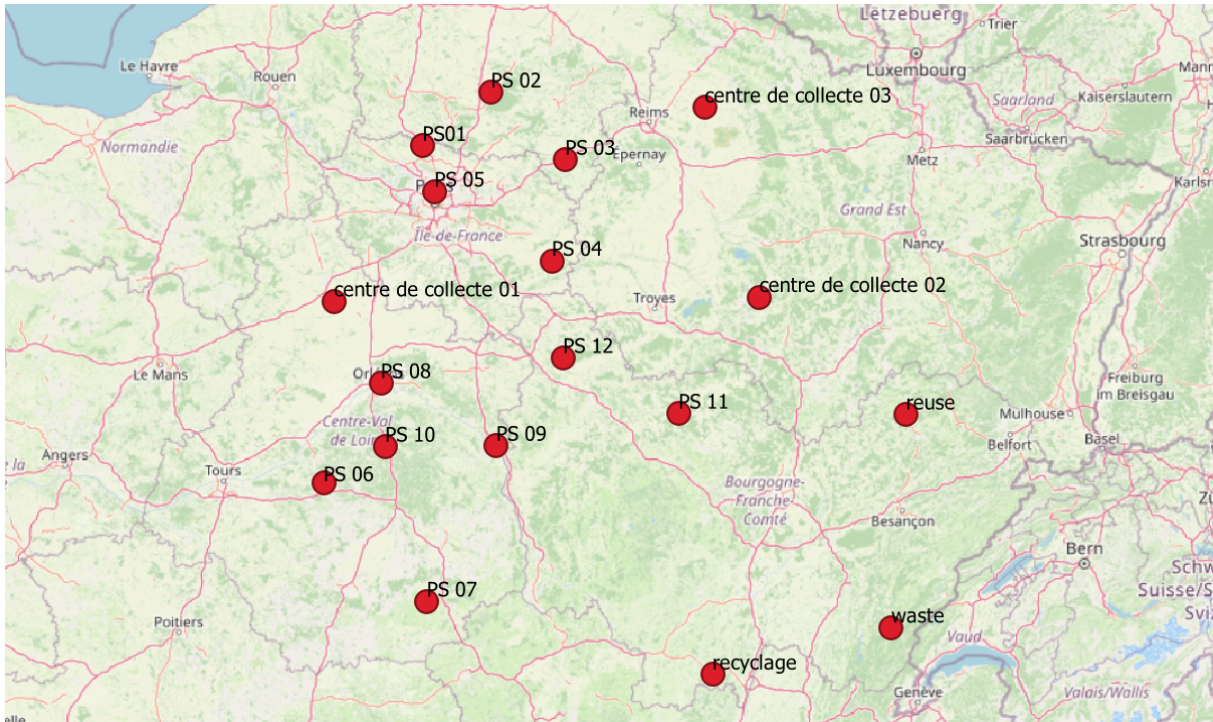 Lëtzebuerg
Trier
Le Havre
Rouen
Luxembourg
PS 02
centre de collecte 03
Kaiserslautern
Saarland
Reims
Normandie
PS01
Saarbrücken
PS 03
Épernay
Metz
PS 05
Grand Est
Île-de-France
Nancy
Strasbourg
PS 04
centre de collecte 01
centre de collecte 02
Troyes
PS 12
Le Mans
PS 08
Freiburg
im Breisgau
PS 11
reuse
Mulhouse
Centre-Val
de Loire
PS 10
PS 09
Belfort
Basel
Angers
Tours
PS 06
Bourgogne-
Franche-
Comté
Besançon
Bern
PS 07
Suisse/S
Poitiers
waste
Vaud
recyclage
Genève
Valais/Wallis